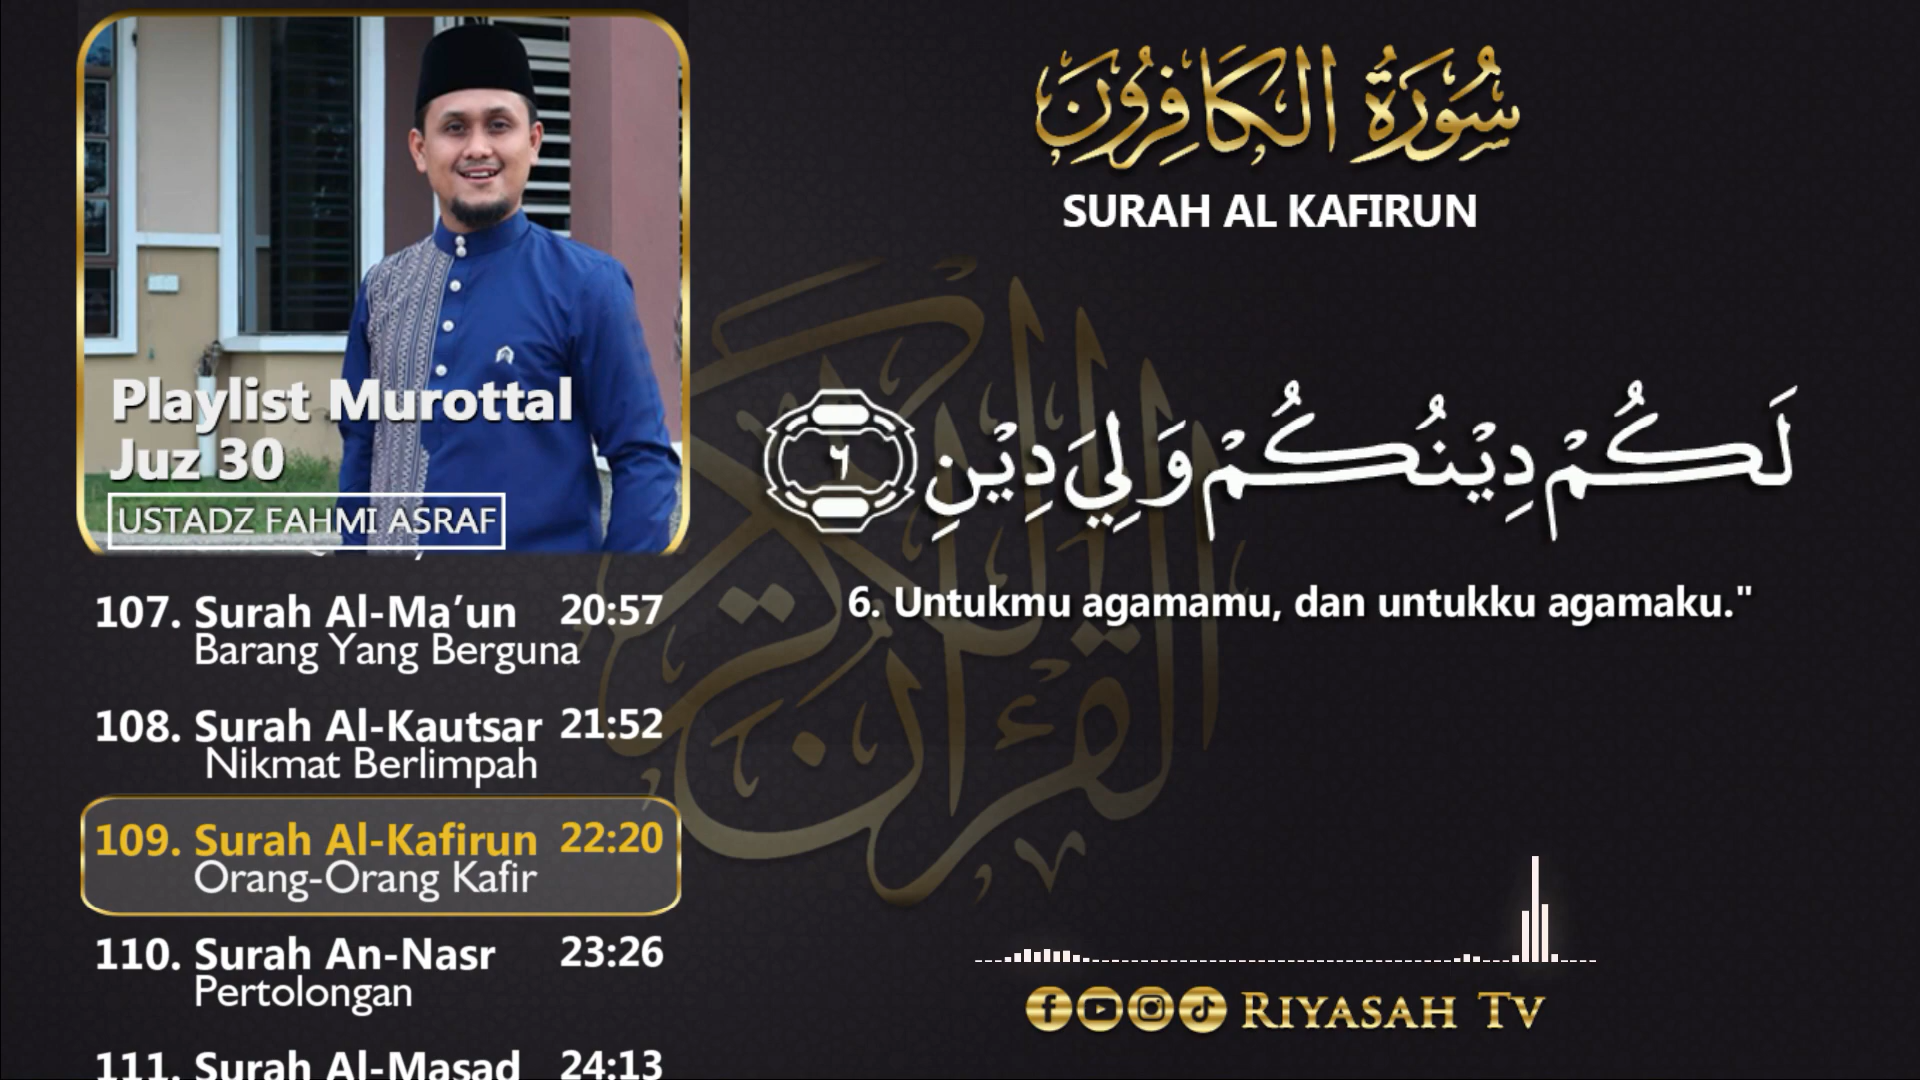 Playlist Murottal
Juz 30
USTADZ FAHMI ASRAF
107. Surah Al-Ma’un 20:57
Barang Yang Berguna
108. Surah Al-Kautsar 21:52
Nikmat Berlimpah
109. Surah Al-Kafirun 22:20
Orang-Orang Kafir
110. Surah An-Nasr 23:26
Pertolongan
111. Surah Al-Masad 24:13
سُورَةُ الكَافِرُونَ
SURAH AL KAFIRUN
لَكُمْ دِيْنُكُمْ وَلِيَ دِيْنِ ٦
6. Untukmu agamamu, dan untukku agamaku."
القرآن الكريم
RIYASAH TV